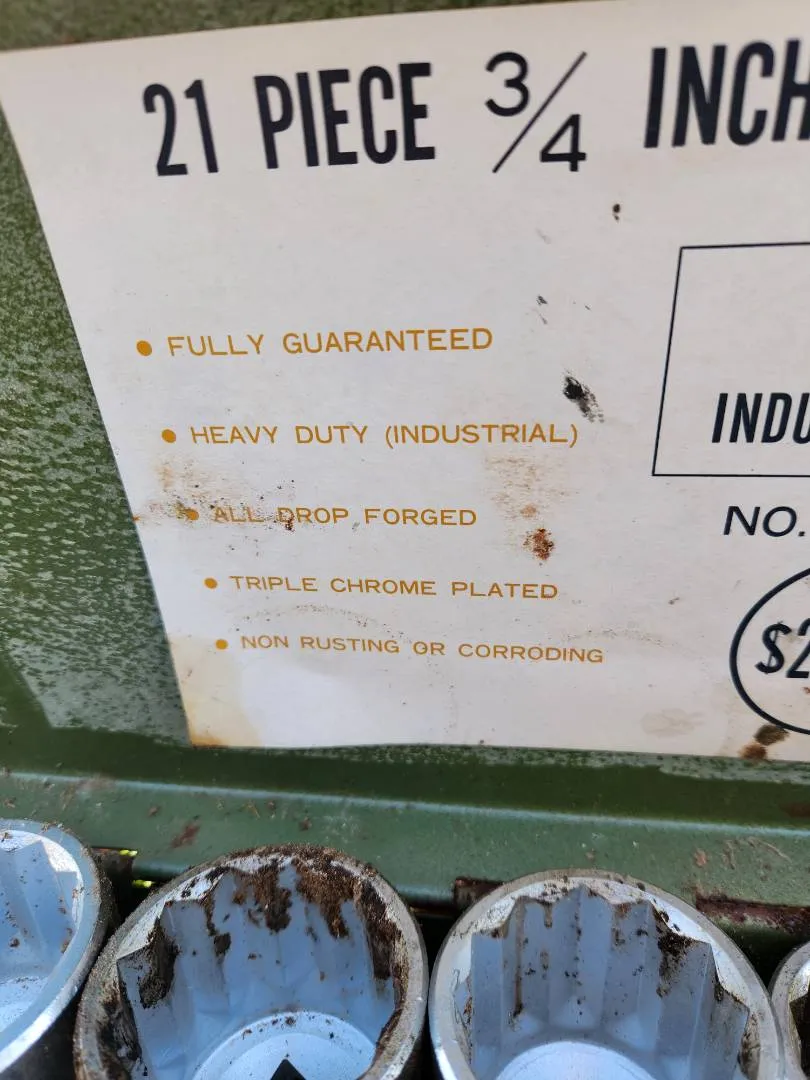 21 PIECE 3/4 INCH
• FULLY GUARANTEED
• HEAVY DUTY (INDUSTRIAL)
• ALL DROP FORGED
• TRIPLE CHROME PLATED
• NON RUSTING OR CORRODING
INDU
NO.
$2